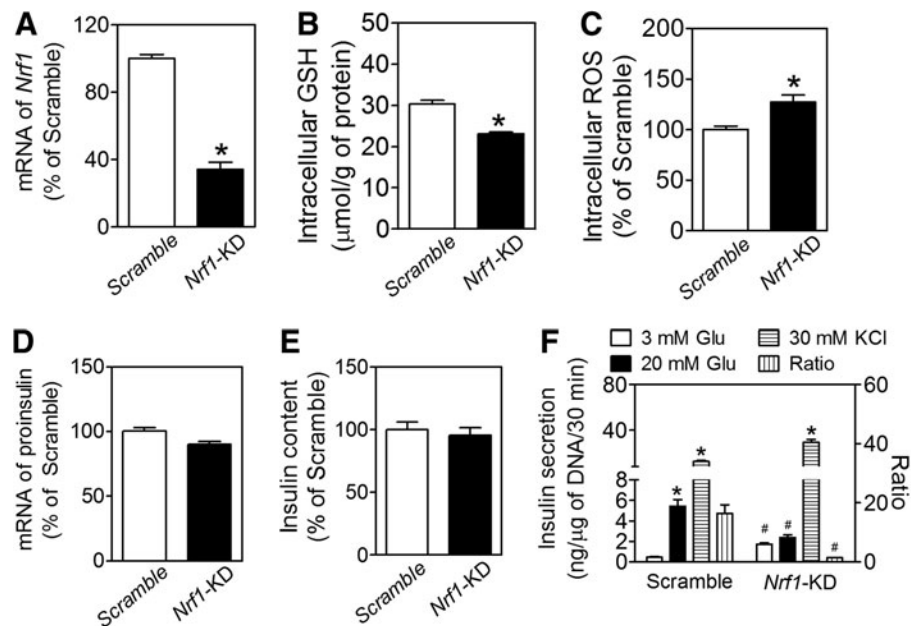 A
mRNA of Nrf1
(% of Scramble)
120
80
40
0
Scramble
Nrf1-KD
*
B
Intracellular GSH
(μmol/g of protein)
50
40
30
20
10
0
Scramble
Nrf1-KD
*
C
Intracellular ROS
(% of Scramble)
200
150
100
50
0
Scramble
Nrf1-KD
*
D
mRNA of proinsulin
(% of Scramble)
150
100
50
0
Scramble
Nrf1-KD
E
Insulin content
(% of Scramble)
150
100
50
0
Scramble
Nrf1-KD
F
3 mM Glu
30 mM KCl
20 mM Glu
Ratio
Insulin secretion
(ng/μg of DNA/30 min)
80
40
8
6
4
2
0
* * # # * #
60
40
20
0
Ratio
Scramble
Nrf1-KD